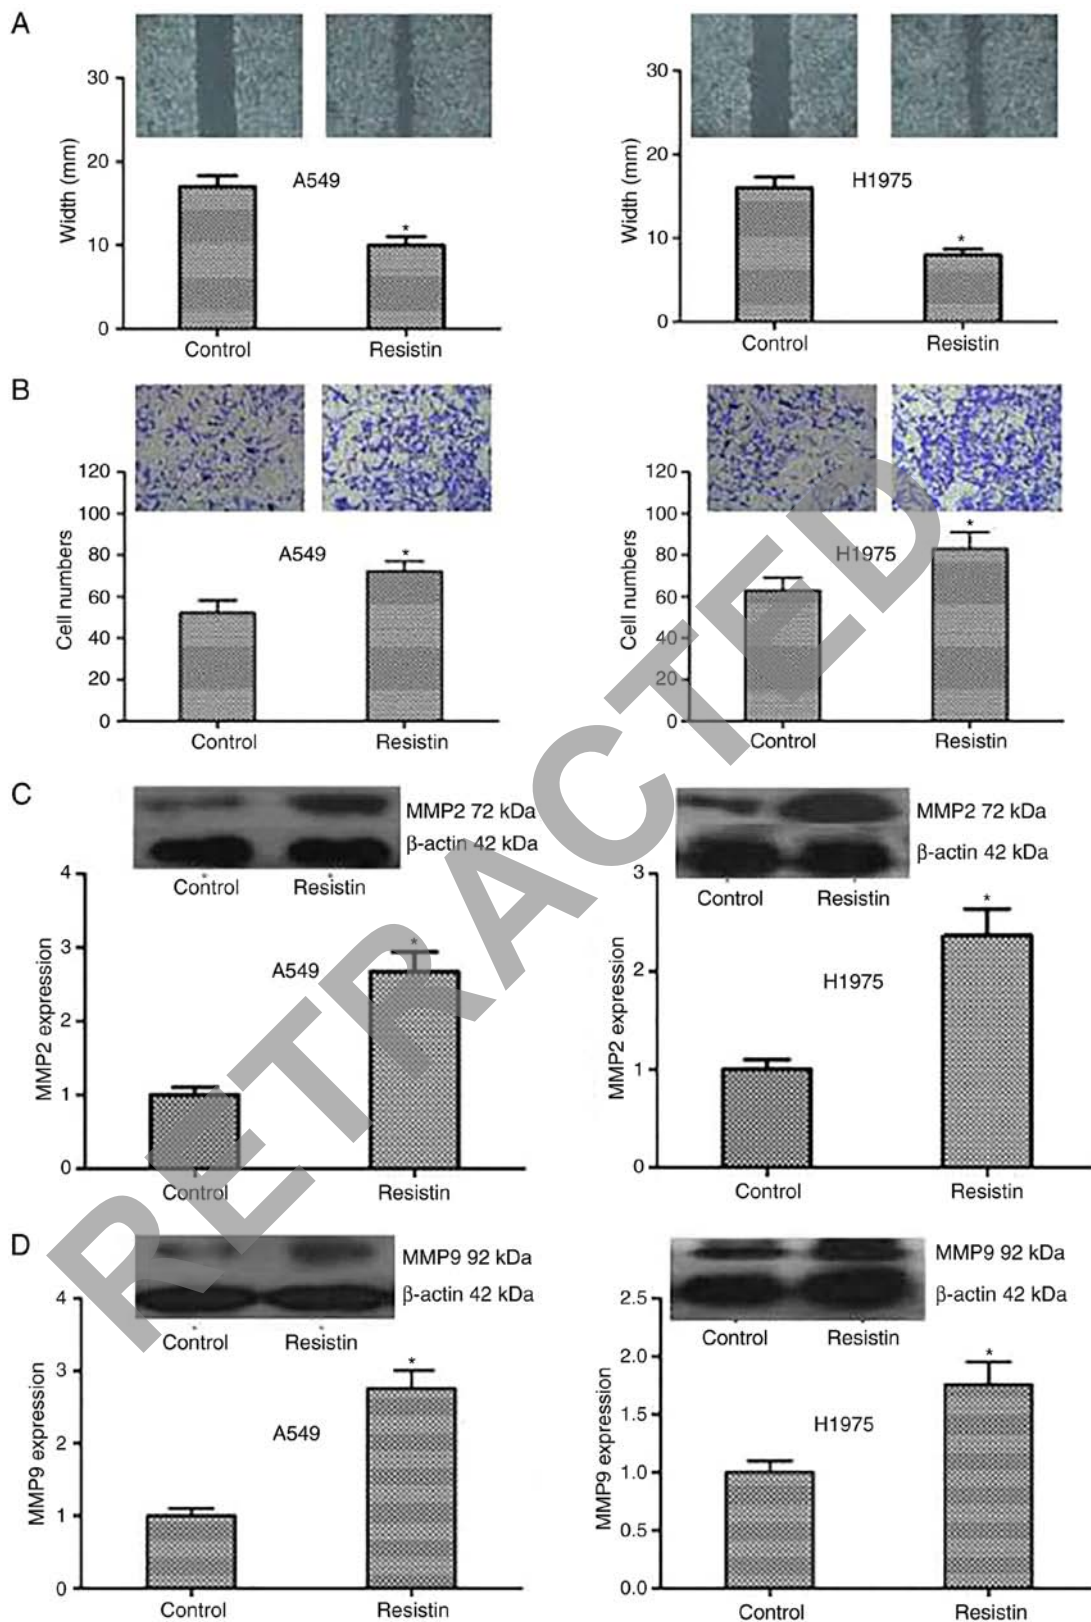 A
30
20
10
0
Width (mm)
A549
*
Control
Resistin
30
20
10
0
Width (mm)
H1975
*
Control
Resistin
B
120
100
80
60
40
20
0
Cell numbers
A549
*
Control
Resistin
120
100
80
60
40
20
0
Cell numbers
H1975
*
Control
Resistin
C
MMP2 72 kDa
β-actin 42 kDa
Control
Resistin
4
3
2
1
0
MMP2 expression
A549
*
Control
Resistin
MMP2 72 kDa
β-actin 42 kDa
Control
Resistin
3
2
1
0
MMP2 expression
H1975
*
Control
Resistin
D
MMP9 92 kDa
β-actin 42 kDa
Control
Resistin
4
3
2
1
0
MMP9 expression
A549
*
Control
Resistin
MMP9 92 kDa
β-actin 42 kDa
Control
Resistin
2.5
2.0
1.5
1.0
0.5
0.0
MMP9 expression
H1975
*
Control
Resistin
RETRACTED